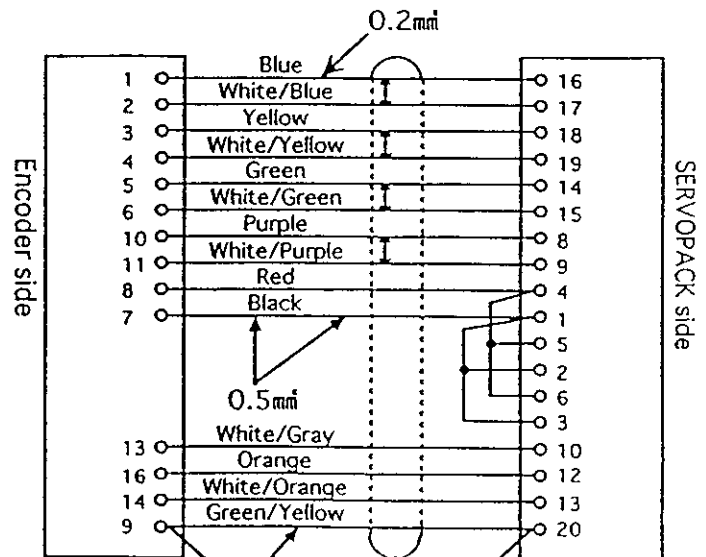 0.2mm²
1 Blue 16
2 White/Blue 17
3 Yellow 18
4 White/Yellow 19
5 Green 14
6 White/Green 15
10 Purple 8
11 White/Purple 9
8 Red 4
7 Black 1
5
2
0.5mm² 6
3
13 White/Gray 10
16 Orange 12
14 White/Orange 13
9 Green/Yellow 20
Encoder side
SERVOPACK side